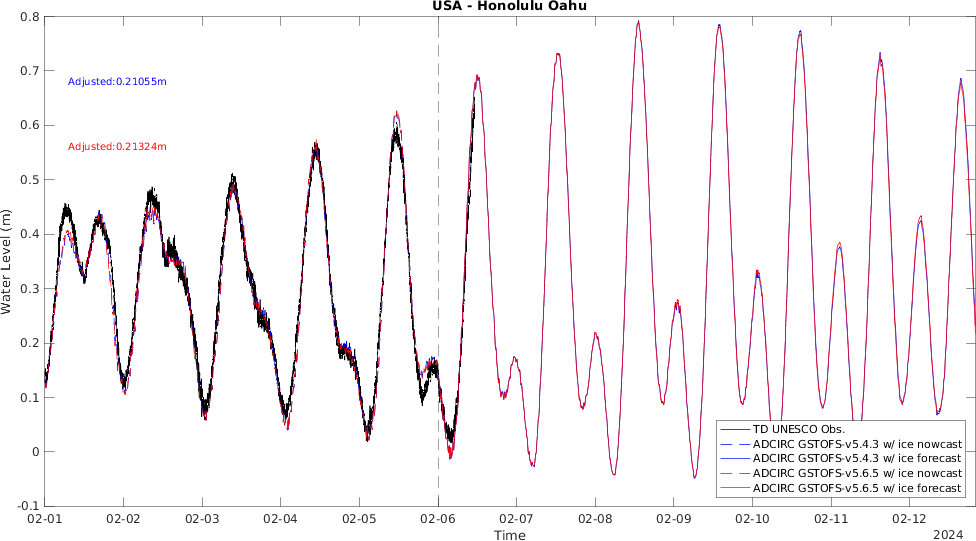 USA - Honolulu Oahu
0.8
0.7
0.6
0.5
0.4
0.3
0.2
0.1
0
-0.1
Water Level (m)
Adjusted:0.21055m
Adjusted:0.21324m
TD UNESCO Obs.
ADCIRC GSTOFS-v5.4.3 w/ ice nowcast
ADCIRC GSTOFS-v5.4.3 w/ ice forecast
ADCIRC GSTOFS-v5.6.5 w/ ice nowcast
ADCIRC GSTOFS-v5.6.5 w/ ice forecast
02-01 02-02 02-03 02-04 02-05 02-06 02-07 02-08 02-09 02-10 02-11 02-12
Time
2024